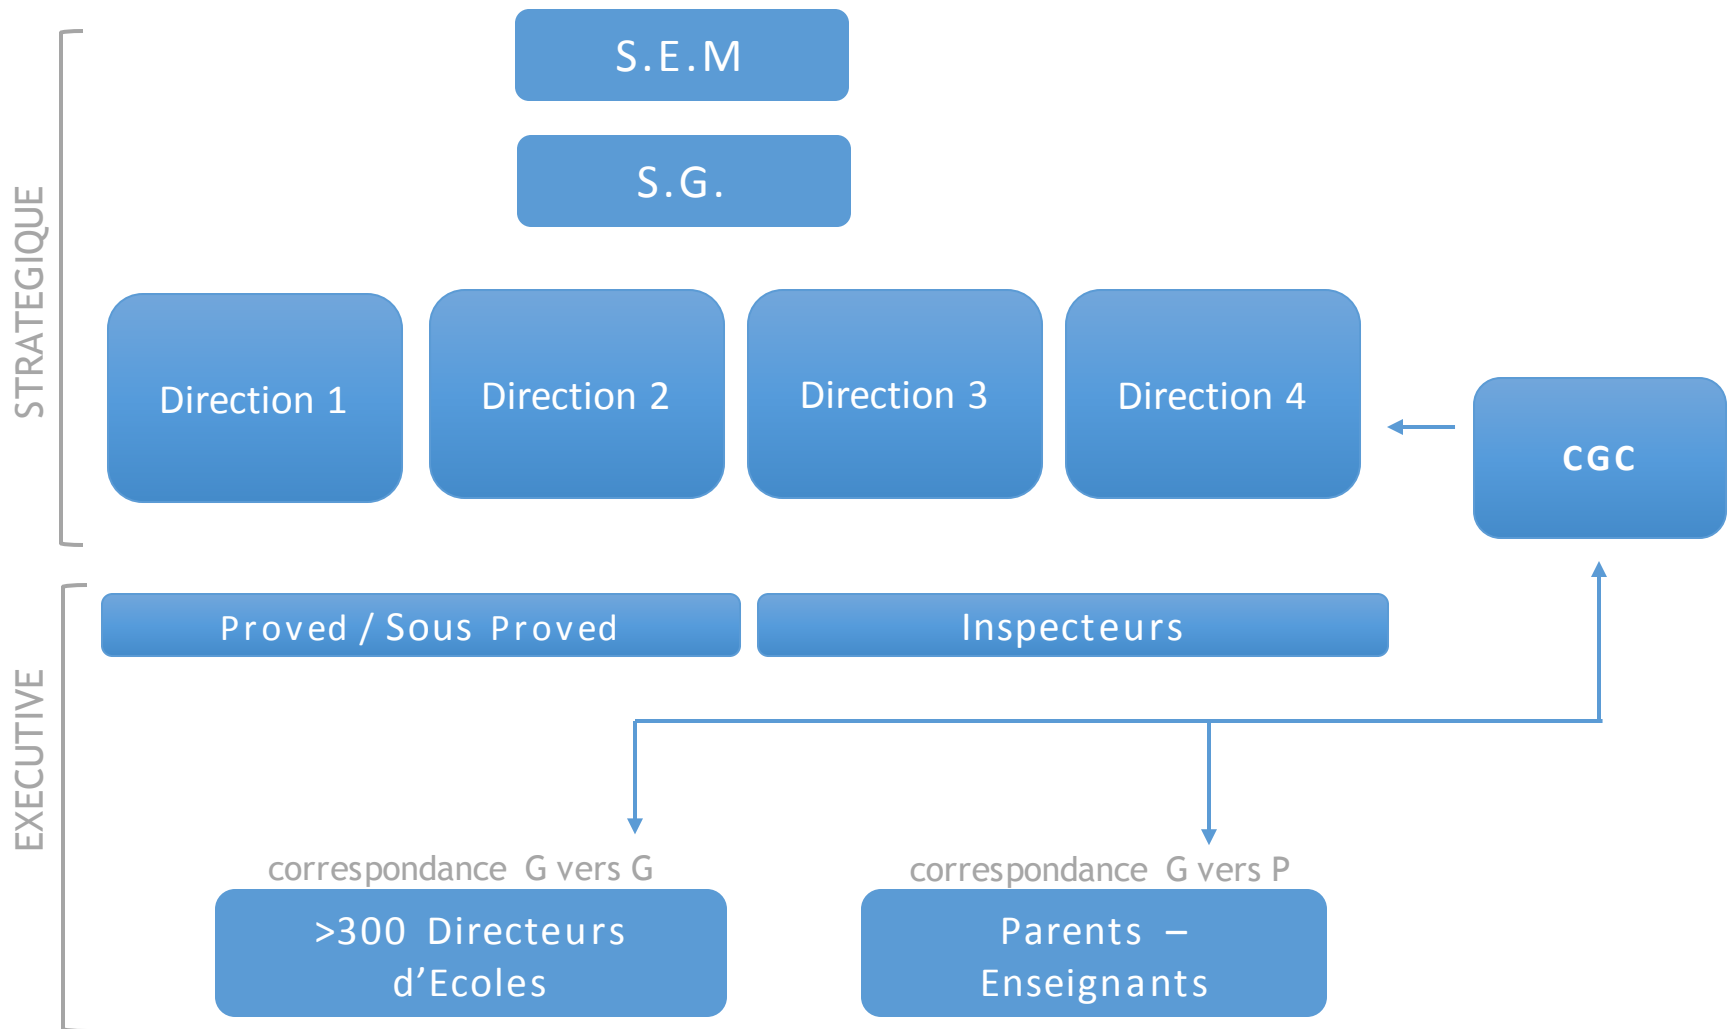 STRATEGIQUE
S.E.M
S.G.
Direction 1
Direction 2
Direction 3
Direction 4
CGC
EXECUTIVE
Proved / Sous Proved
Inspecteurs
correspondance G vers G
>300 Directeurs
d’Ecoles
correspondance G vers P
Parents –
Enseignants